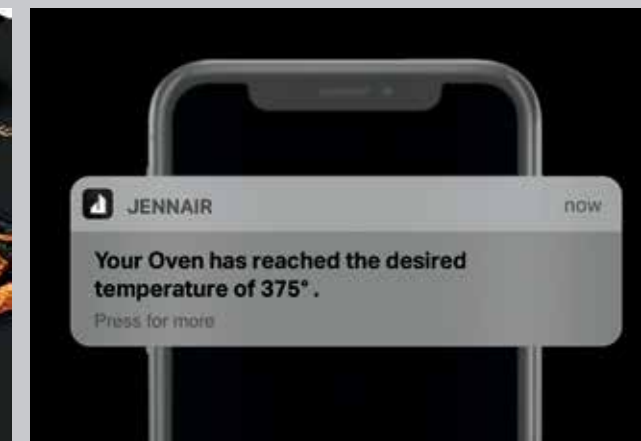 JENNAIR
now
Your Oven has reached the desired
temperature of 375° .
Press for more